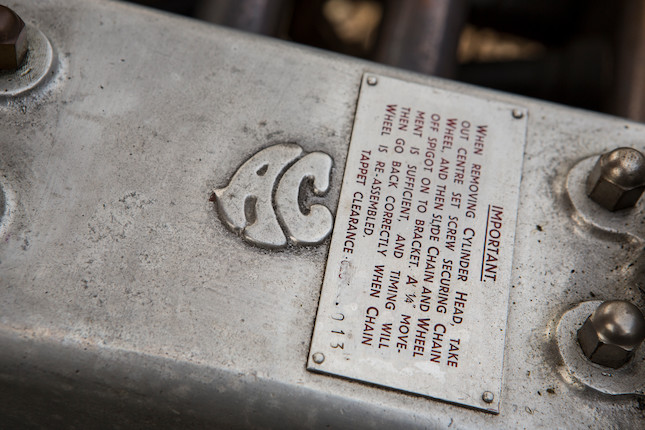 AC
IMPORTANT.
WHEN REMOVING CYLINDER HEAD, TAKE
OUT CENTRE SET SCREW SECURING CHAIN
WHEEL, AND THEN SLIDE CHAIN AND WHEEL
OFF SPIGOT ON TO BRACKET. A ¼" MOVE-
MENT IS SUFFICIENT, AND TIMING WILL
THEN GO BACK CORRECTLY WHEN CHAIN
WHEEL IS RE-ASSEMBLED.
TAPPET CLEARANCE 013"